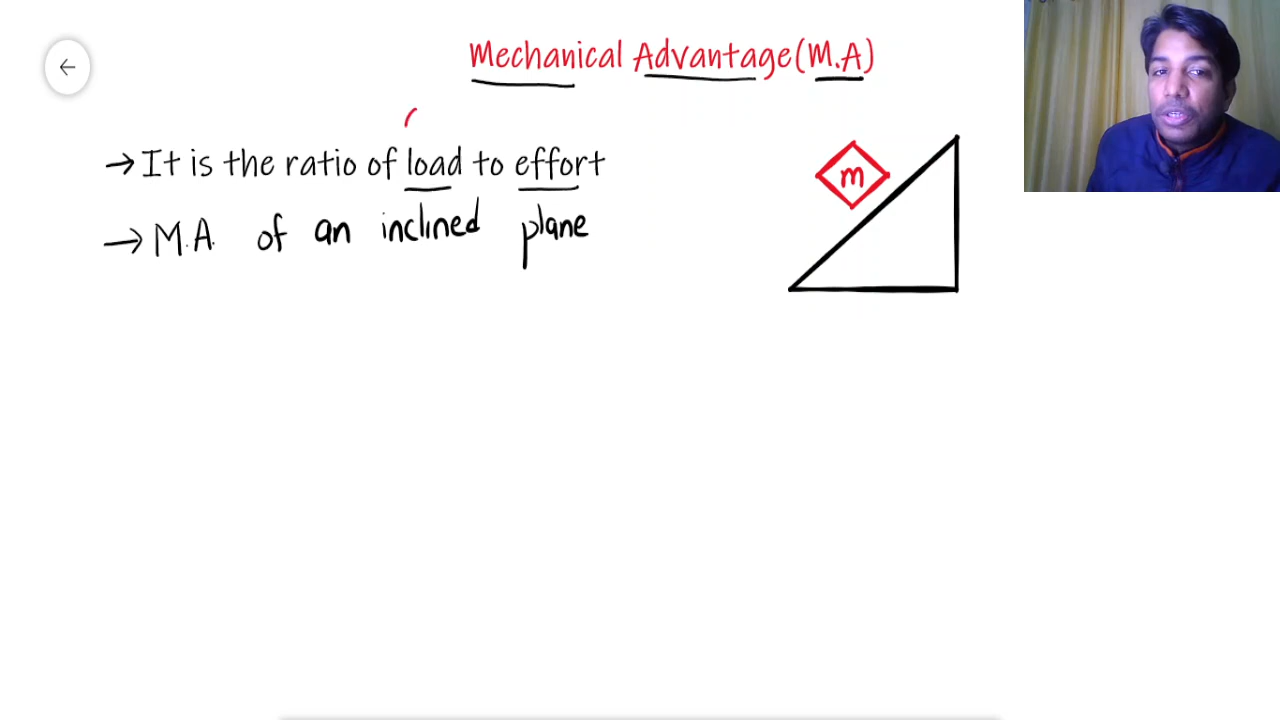 Mechanical Advantage(M.A)
→ It is the ratio of load to effort
→ M.A. of an inclined plane
m